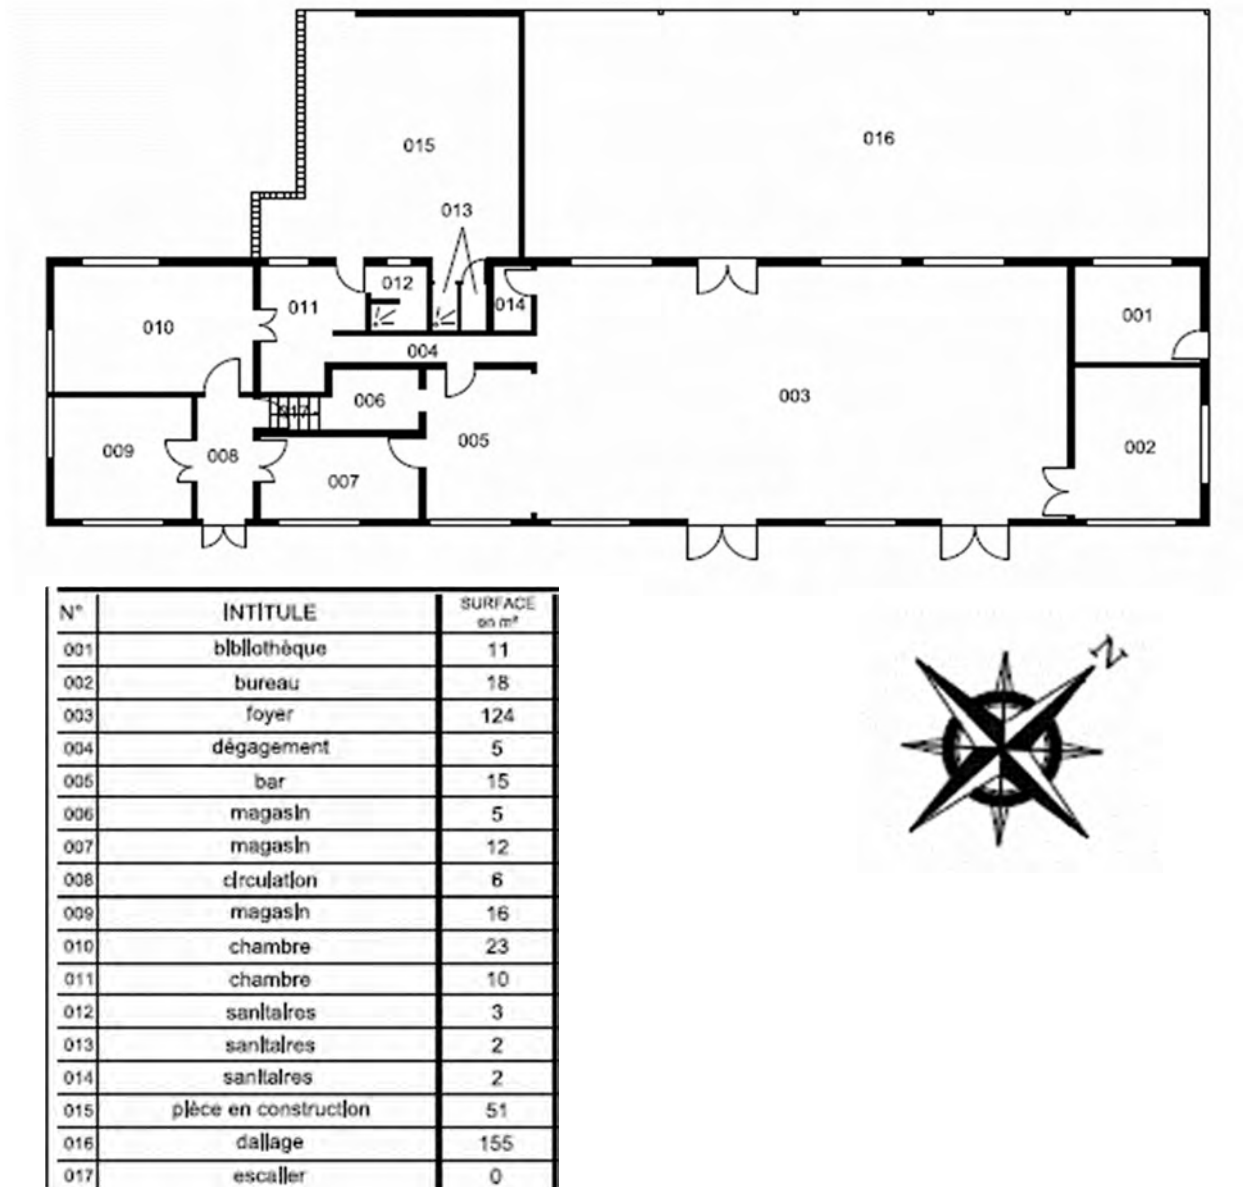 016
015
013
012
014
011
010
004
001
003
006
017
005
002
009
008
007
N° INTITULE SURFACE
en m²
001 bibliothèque 11
002 bureau 18
003 foyer 124
004 dégagement 5
005 bar 15
006 magasin 5
007 magasin 12
008 circulation 6
009 magasin 16
010 chambre 23
011 chambre 10
012 sanitaires 3
013 sanitaires 2
014 sanitaires 2
015 pièce en construction 51
016 dallage 155
017 escalier 0
N